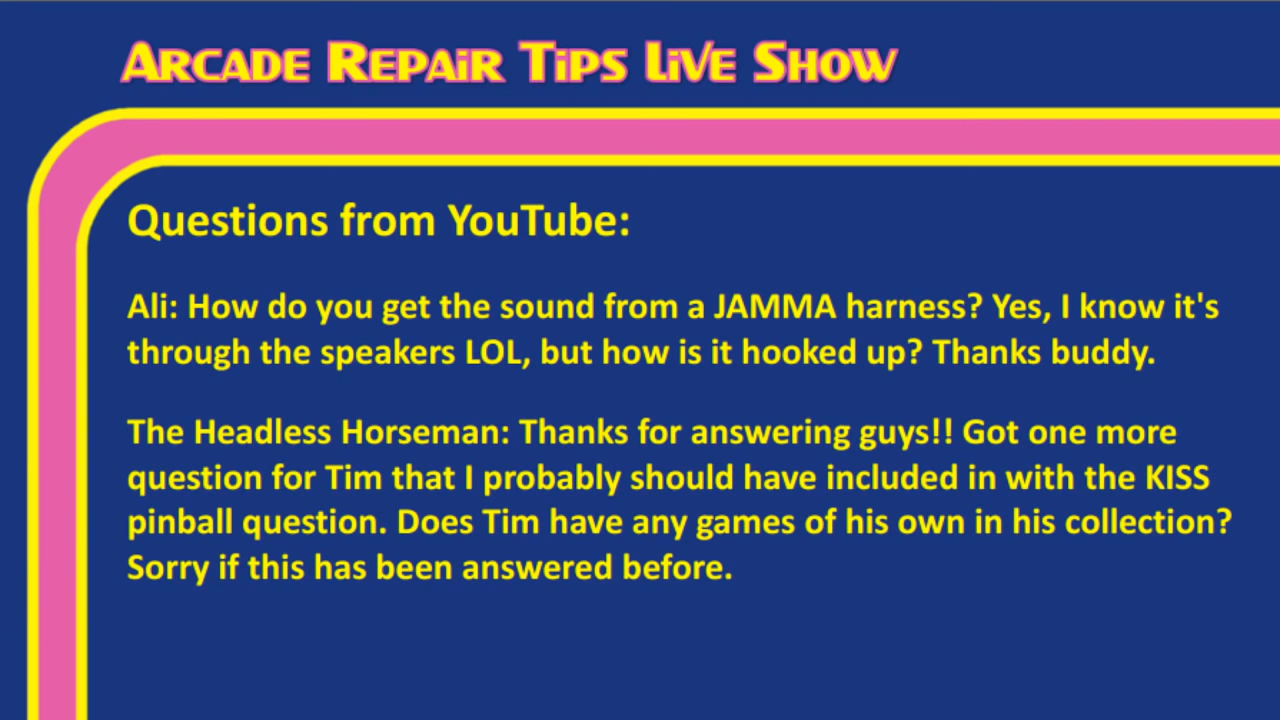 Arcade Repair Tips Live Show
Questions from YouTube:
Ali: How do you get the sound from a JAMMA harness? Yes, I know it's
through the speakers LOL, but how is it hooked up? Thanks buddy.
The Headless Horseman: Thanks for answering guys!! Got one more
question for Tim that I probably should have included in with the KISS
pinball question. Does Tim have any games of his own in his collection?
Sorry if this has been answered before.